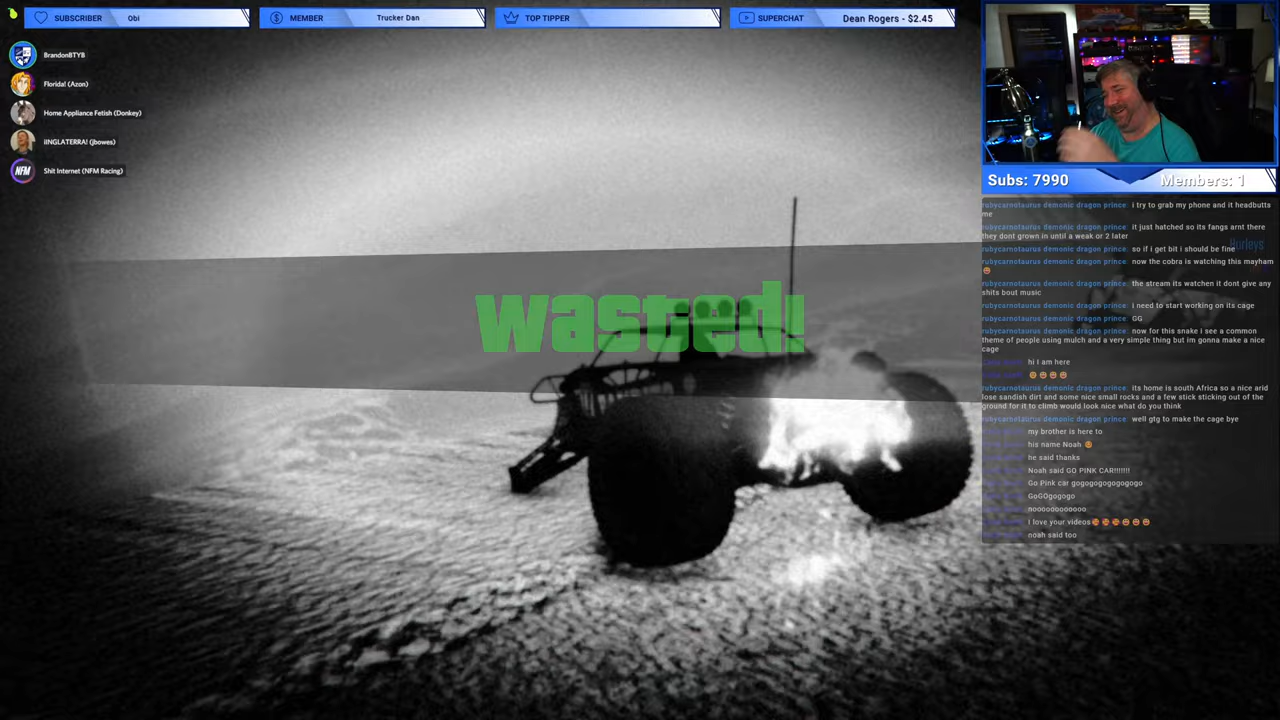 SUBSCRIBER Obi
MEMBER Trucker Dan
TOP TIPPER
SUPERCHAT Dean Rogers - $2.45
BrandonBTYB
Florida! (Azon)
Home Appliance Fetish (Donkey)
IINGLATERRA! (jbowes)
NFM
Shit Internet (NFM Racing)
wasted!
Subs: 7990 Members: 1
Hurleys
rubycarnotaurus demonic dragon prince: i try to grab my phone and it headbutts
me
rubycarnotaurus demonic dragon prince: it just hatched so its fangs arnt there
they dont grown in until a weak or 2 later
rubycarnotaurus demonic dragon prince: so if i get bit i should be fine
rubycarnotaurus demonic dragon prince: now the cobra is watching this mayham
rubycarnotaurus demonic dragon prince: the stream its watchen it dont give any
shits bout music
rubycarnotaurus demonic dragon prince: i need to start working on its cage
rubycarnotaurus demonic dragon prince: GG
rubycarnotaurus demonic dragon prince: now for this snake i see a common
theme of people using mulch and a very simple thing but im gonna make a nice
cage
hi I am here
rubycarnotaurus demonic dragon prince: its home is south Africa so a nice arid
lose sandish dirt and some nice small rocks and a few stick sticking out of the
ground for it to climb would look nice what do you think
rubycarnotaurus demonic dragon prince: well gtg to make the cage bye
my brother is here to
his name Noah
he said thanks
Noah said GO PINK CAR!!!!!!!
Go Pink car gogogogogogogogo
GoGOgogogo
noooooooooooo
I love your videos
noah said too